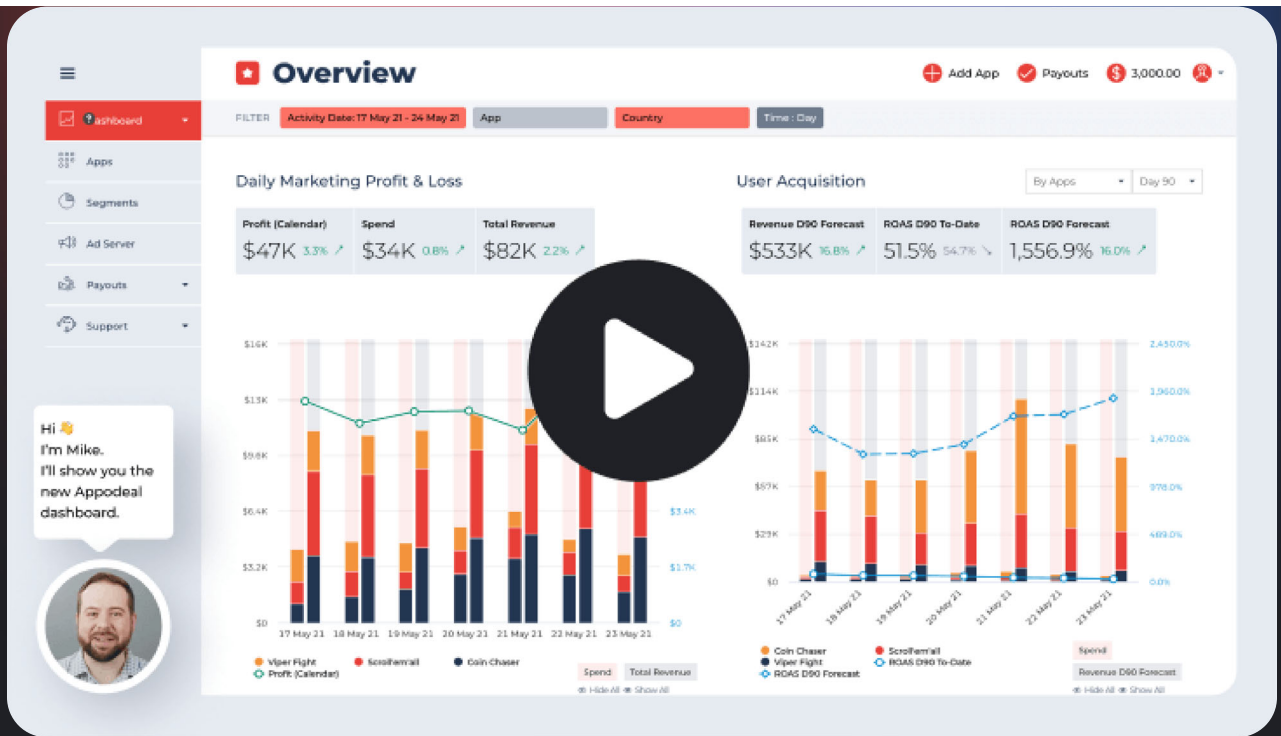 Overview
Add App
Payouts
3,000.00
?ashboard
Apps
Segments
Ad Server
Payouts
Support
FILTER
Activity Date: 17 May 21 - 24 May 21
App
Country
Time : Day
Daily Marketing Profit & Loss
Profit (Calendar)
$47K 3.3%
Spend
$34K 0.8%
Total Revenue
$82K 2.2%
$16K
$13K
$9.6K
$6.4K
$3.2K
$0
$3.4K
$1.7K
$0
17 May 21 18 May 21 19 May 21 20 May 21 21 May 21 22 May 21 23 May 21
Viper Fight
Scroll'em'all
Coin Chaser
Profit (Calendar)
Spend
Total Revenue
Hide All Show All
User Acquisition
By Apps
Day 90
Revenue D90 Forecast
$533K 16.8%
ROAS D90 To-Date
51.5% 54.7%
ROAS D90 Forecast
1,556.9% 16.0%
$142K
$114K
$85K
$57K
$29K
$0
2,450.0%
1,960.0%
1,470.0%
978.0%
489.0%
0.0%
17 May 21
18 May 21
19 May 21
20 May 21
21 May 21
22 May 21
23 May 21
Coin Chaser
Scroll'em'all
Viper Fight
ROAS D90 To-Date
ROAS D90 Forecast
Spend
Revenue D90 Forecast
Hide All Show All
Hi 👋
I'm Mike.
I'll show you the
new Appodeal
dashboard.